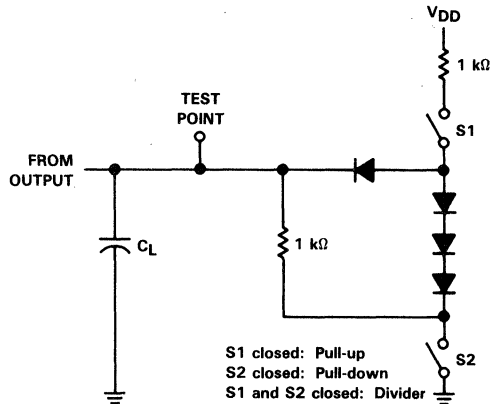 VDD
1 kΩ
TEST
POINT
S1
FROM
OUTPUT
CL
1 kΩ
S1 closed: Pull-up
S2 closed: Pull-down
S1 and S2 closed: Divider
S2